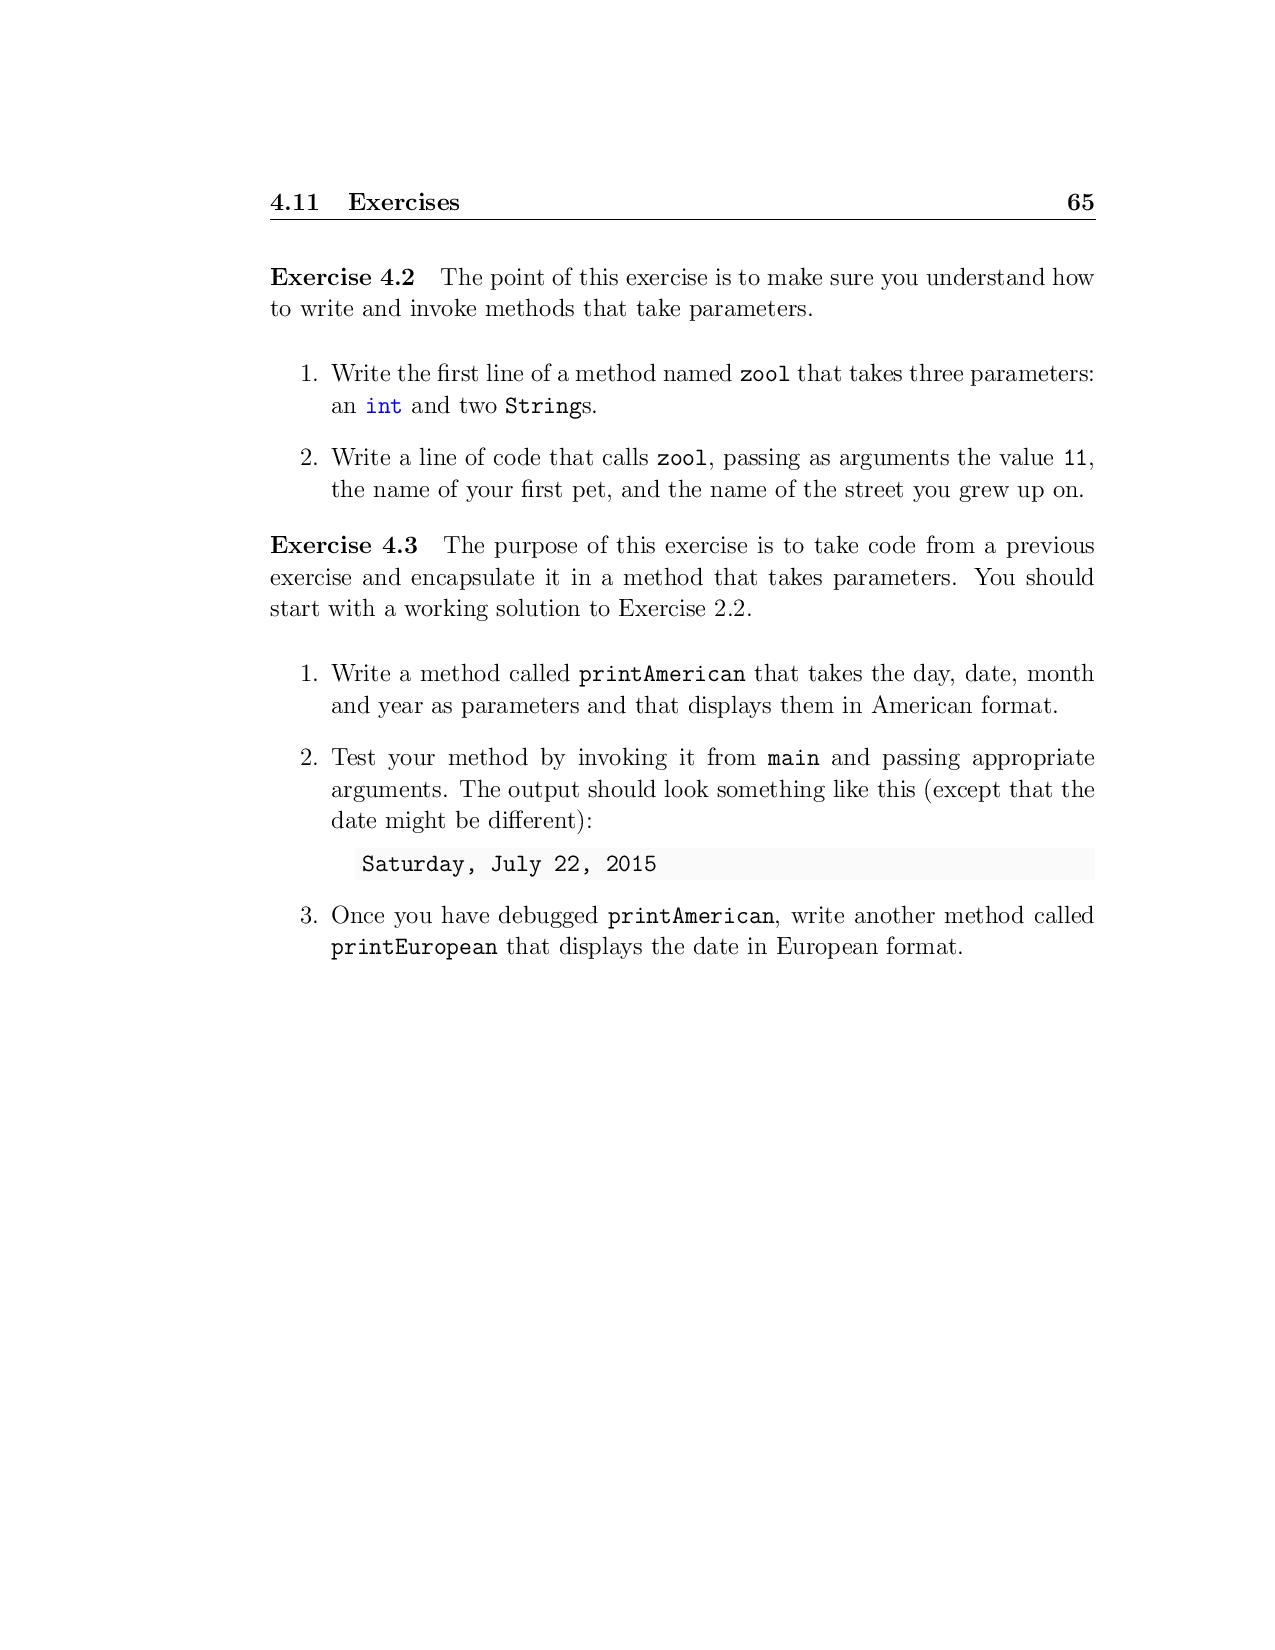 4.11 Exercises 65
Exercise 4.2 The point of this exercise is to make sure you understand how
to write and invoke methods that take parameters.
1. Write the first line of a method named zool that takes three parameters:
an int and two Strings.
2. Write a line of code that calls zool, passing as arguments the value 11,
the name of your first pet, and the name of the street you grew up on.
Exercise 4.3 The purpose of this exercise is to take code from a previous
exercise and encapsulate it in a method that takes parameters. You should
start with a working solution to Exercise 2.2.
1. Write a method called printAmerican that takes the day, date, month
and year as parameters and that displays them in American format.
2. Test your method by invoking it from main and passing appropriate
arguments. The output should look something like this (except that the
date might be different):
Saturday, July 22, 2015
3. Once you have debugged printAmerican, write another method called
printEuropean that displays the date in European format.